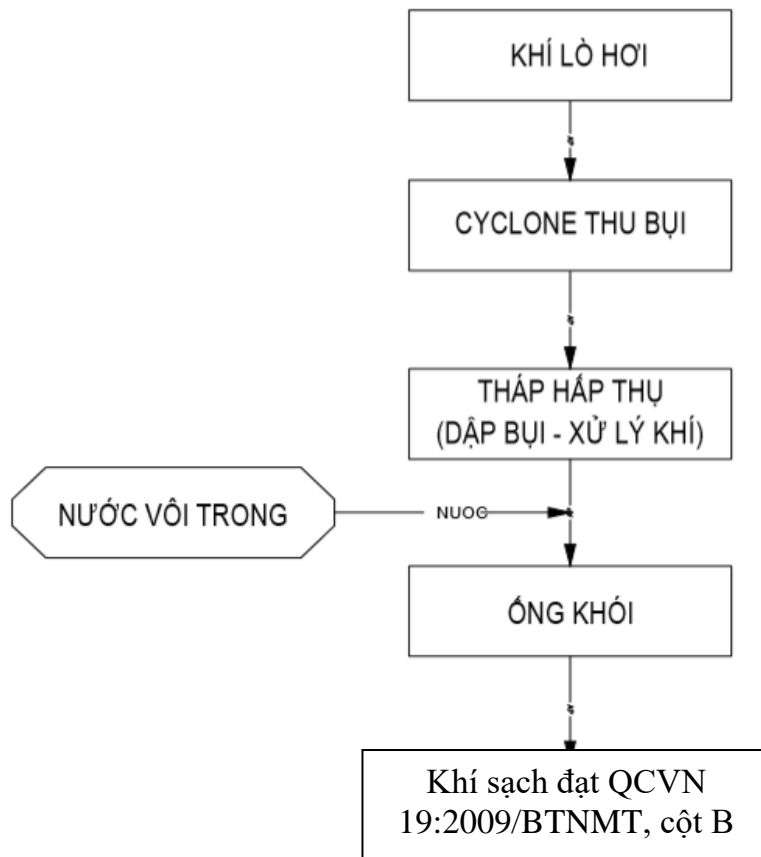 KHÍ LÒ HƠI
CYCLONE THU BỤI
THÁP HẤP THỤ
(DẬP BỤI - XỬ LÝ KHÍ)
NƯỚC VÔI TRONG
NUOC
ỐNG KHÓI
Khí sạch đạt QCVN
19:2009/BTNMT, cột B